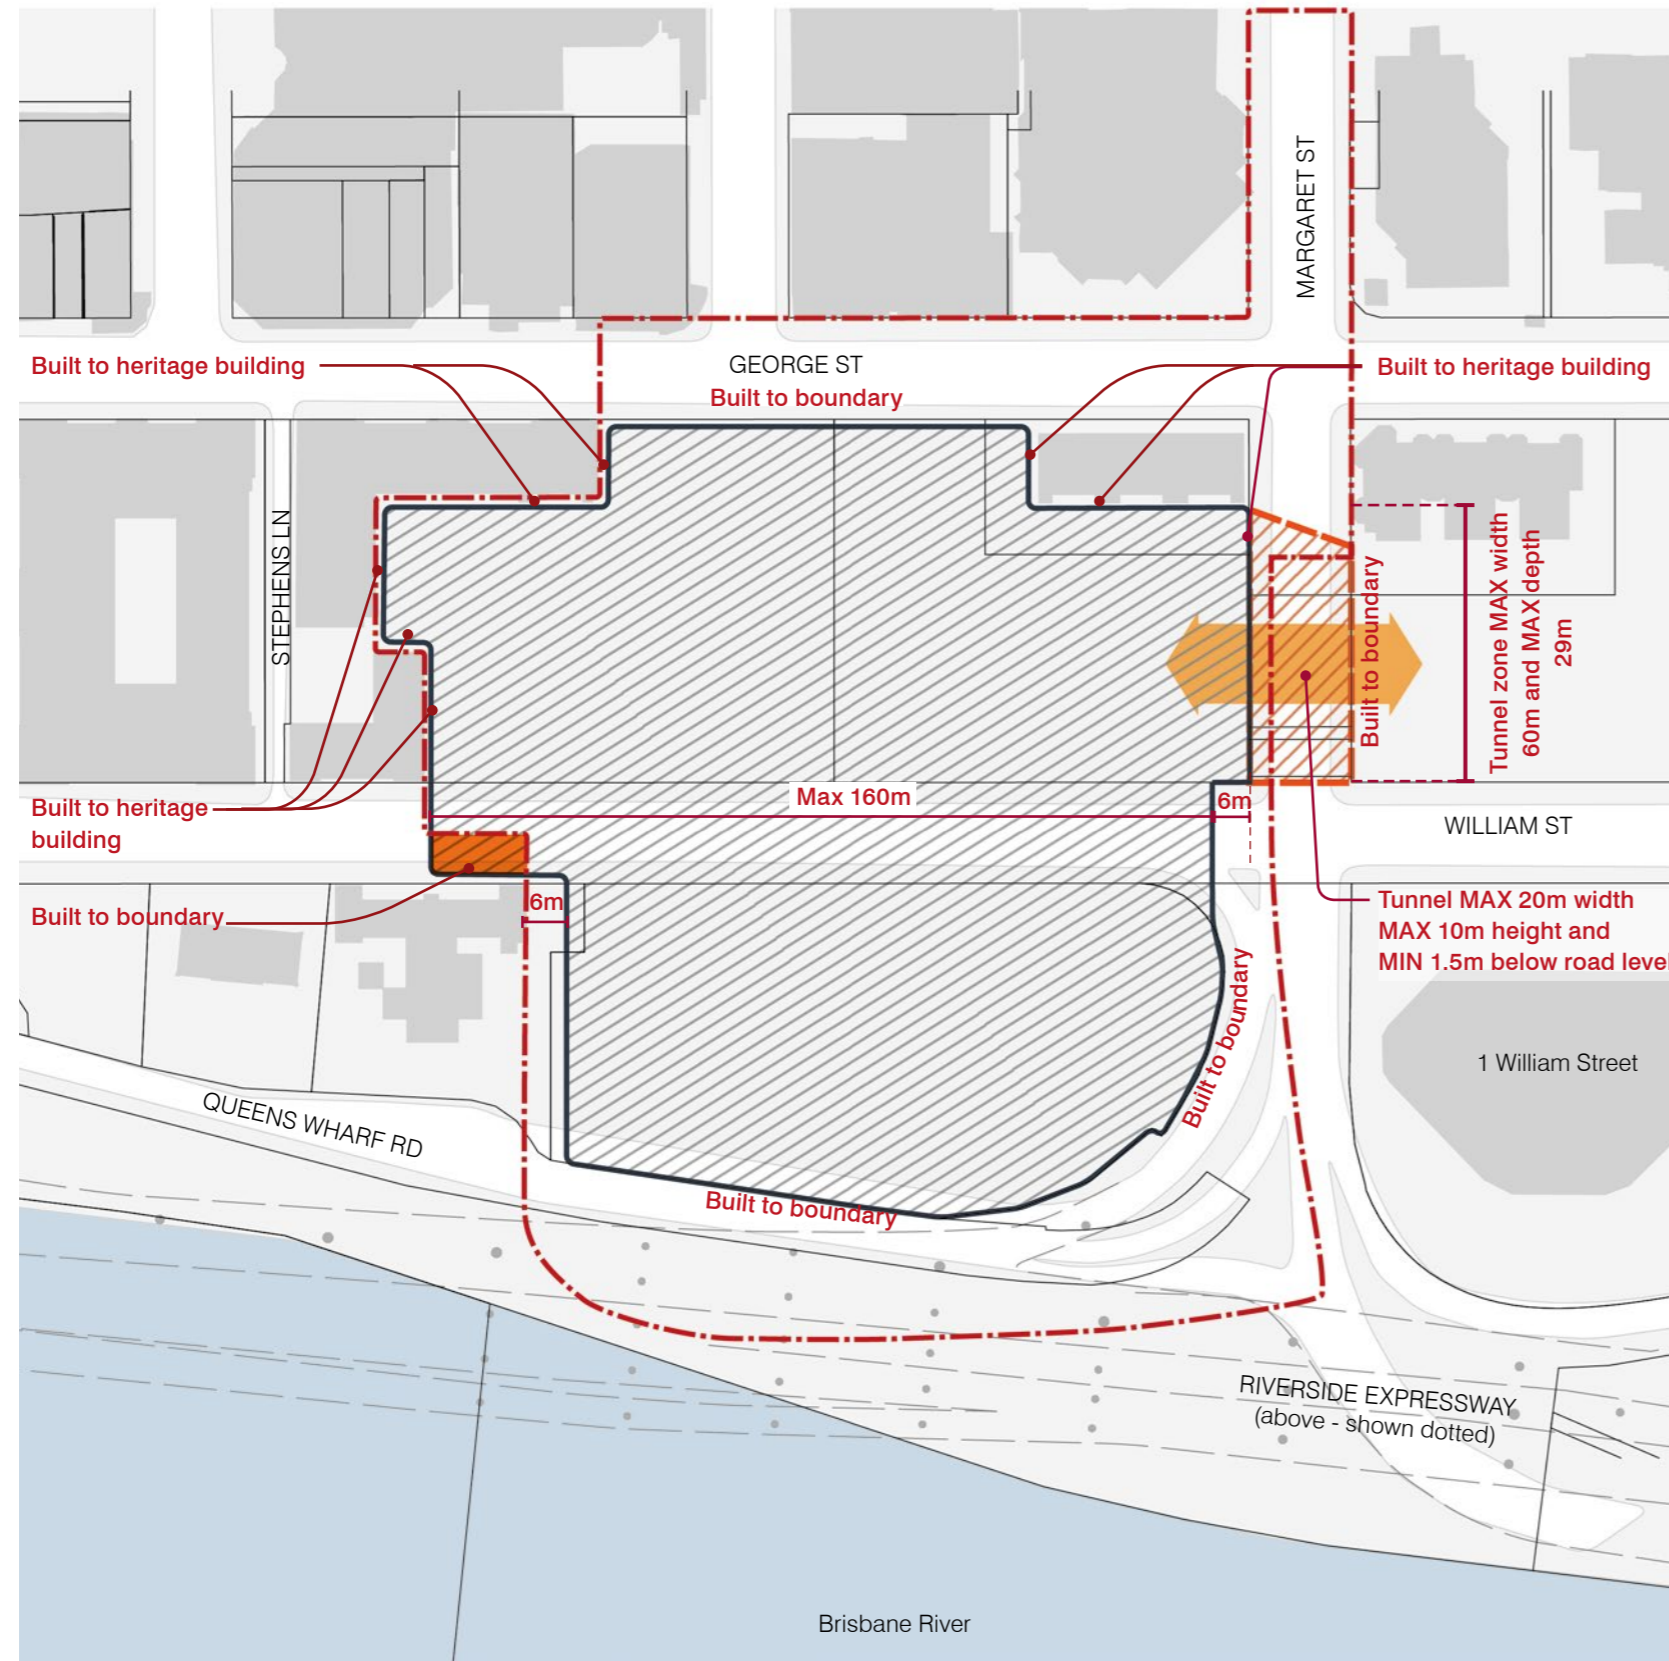 MARGARET ST
Built to heritage building
GEORGE ST
Built to boundary
Built to heritage building
STEPHENS LN
Built to boundary
Tunnel zone MAX width
60m and MAX depth
29m
Max 160m
6m
Built to heritage
building
WILLIAM ST
6m
Built to boundary
Tunnel MAX 20m width
MAX 10m height and
MIN 1.5m below road level
Built to boundary
1 William Street
QUEENS WHARF RD
Built to boundary
RIVERSIDE EXPRESSWAY
(above - shown dotted)
Brisbane River